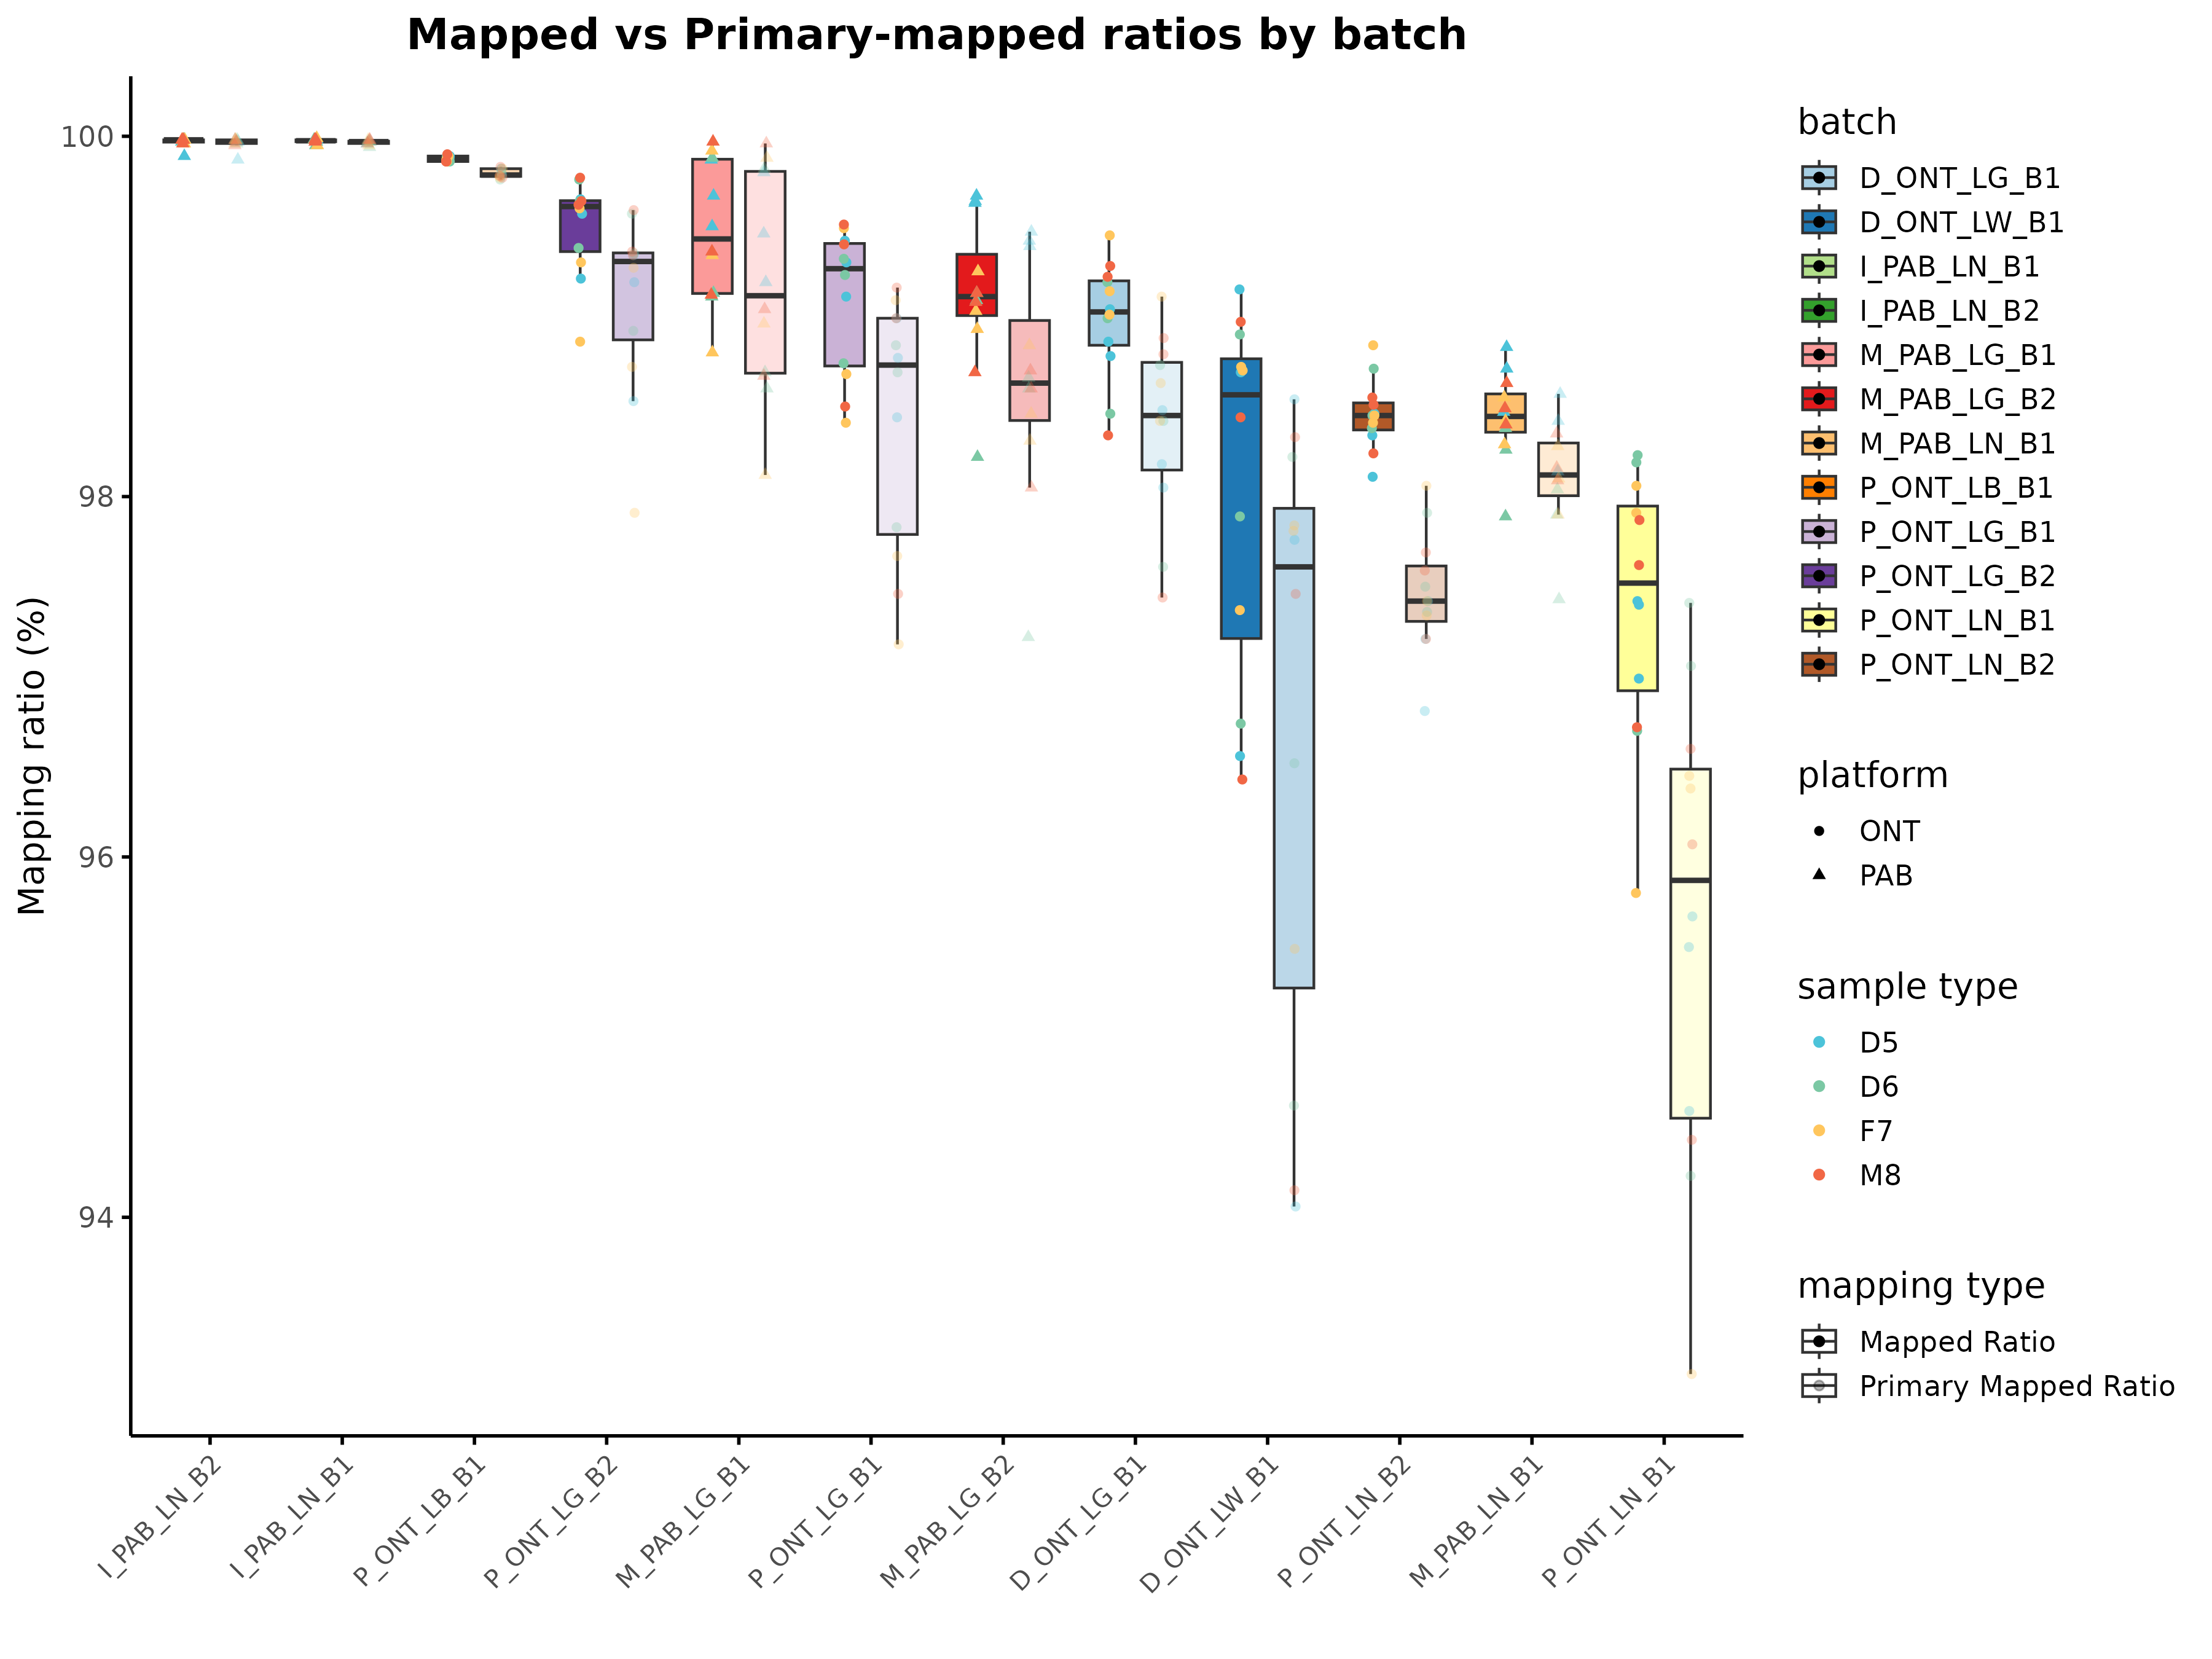 Mapped vs Primary-mapped ratios by batch
Mapping ratio (%)
100
98
96
94
I_PAB_LN_B2
I_PAB_LN_B1
P_ONT_LB_B1
P_ONT_LG_B2
M_PAB_LG_B1
P_ONT_LG_B1
M_PAB_LG_B2
D_ONT_LG_B1
D_ONT_LW_B1
P_ONT_LN_B2
M_PAB_LN_B1
P_ONT_LN_B1
batch
D_ONT_LG_B1
D_ONT_LW_B1
I_PAB_LN_B1
I_PAB_LN_B2
M_PAB_LG_B1
M_PAB_LG_B2
M_PAB_LN_B1
P_ONT_LB_B1
P_ONT_LG_B1
P_ONT_LG_B2
P_ONT_LN_B1
P_ONT_LN_B2
platform
ONT
PAB
sample type
D5
D6
F7
M8
mapping type
Mapped Ratio
Primary Mapped Ratio